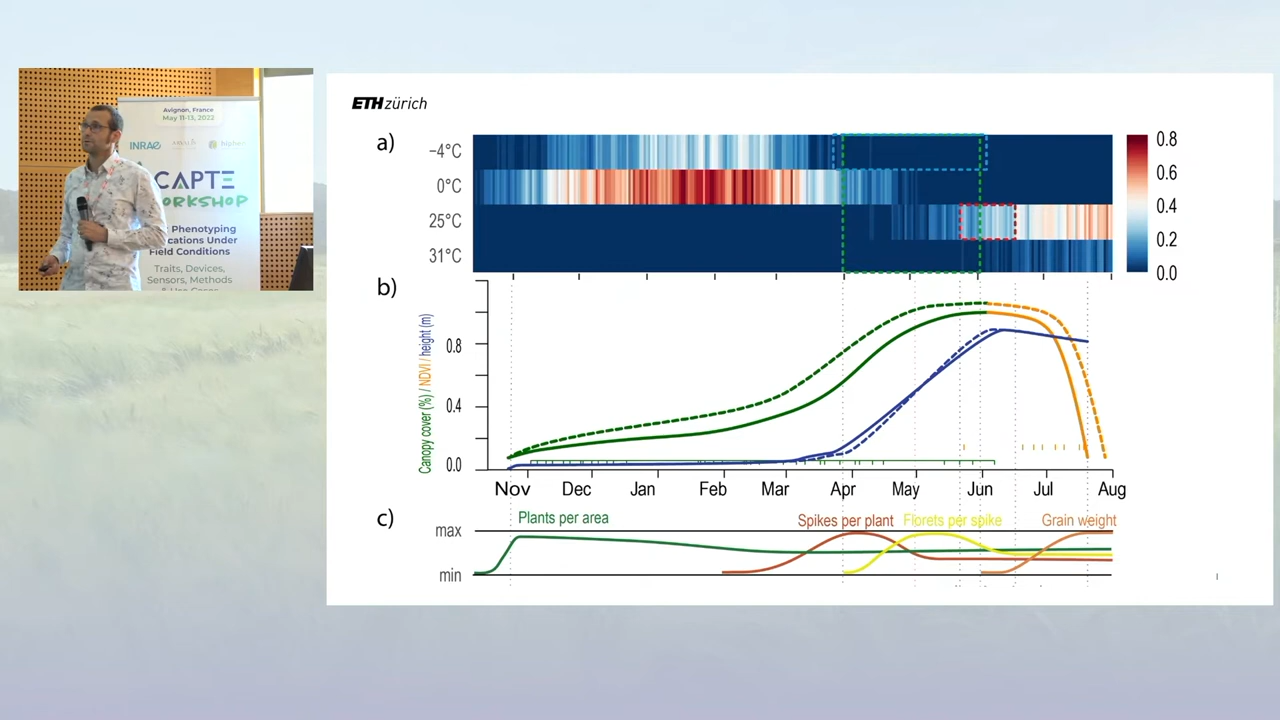 Avignon, France
May 11-13, 2022
INRAE
CAPTE
WORKSHOP
Phenotyping
cations Under
Field Conditions
Traits, Devices,
Sensors, Methods
ETH zürich
a)
−4°C
0°C
25°C
31°C
0.8
0.6
0.4
0.2
0.0
b)
Canopy cover (%) / NDVI / height (m)
0.8
0.4
0.0
Nov Dec Jan Feb Mar Apr May Jun Jul Aug
c)
Plants per area Spikes per plant Florets per spike Grain weight
max
min